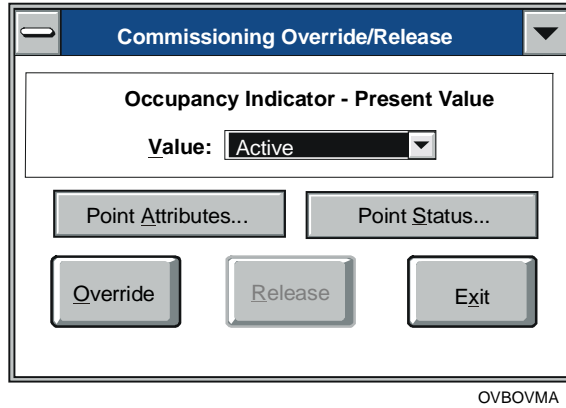 Commissioning Override/Release
Occupancy Indicator - Present Value
Value: Active
Point Attributes... Point Status...
Override Release Exit
OVBOVMA